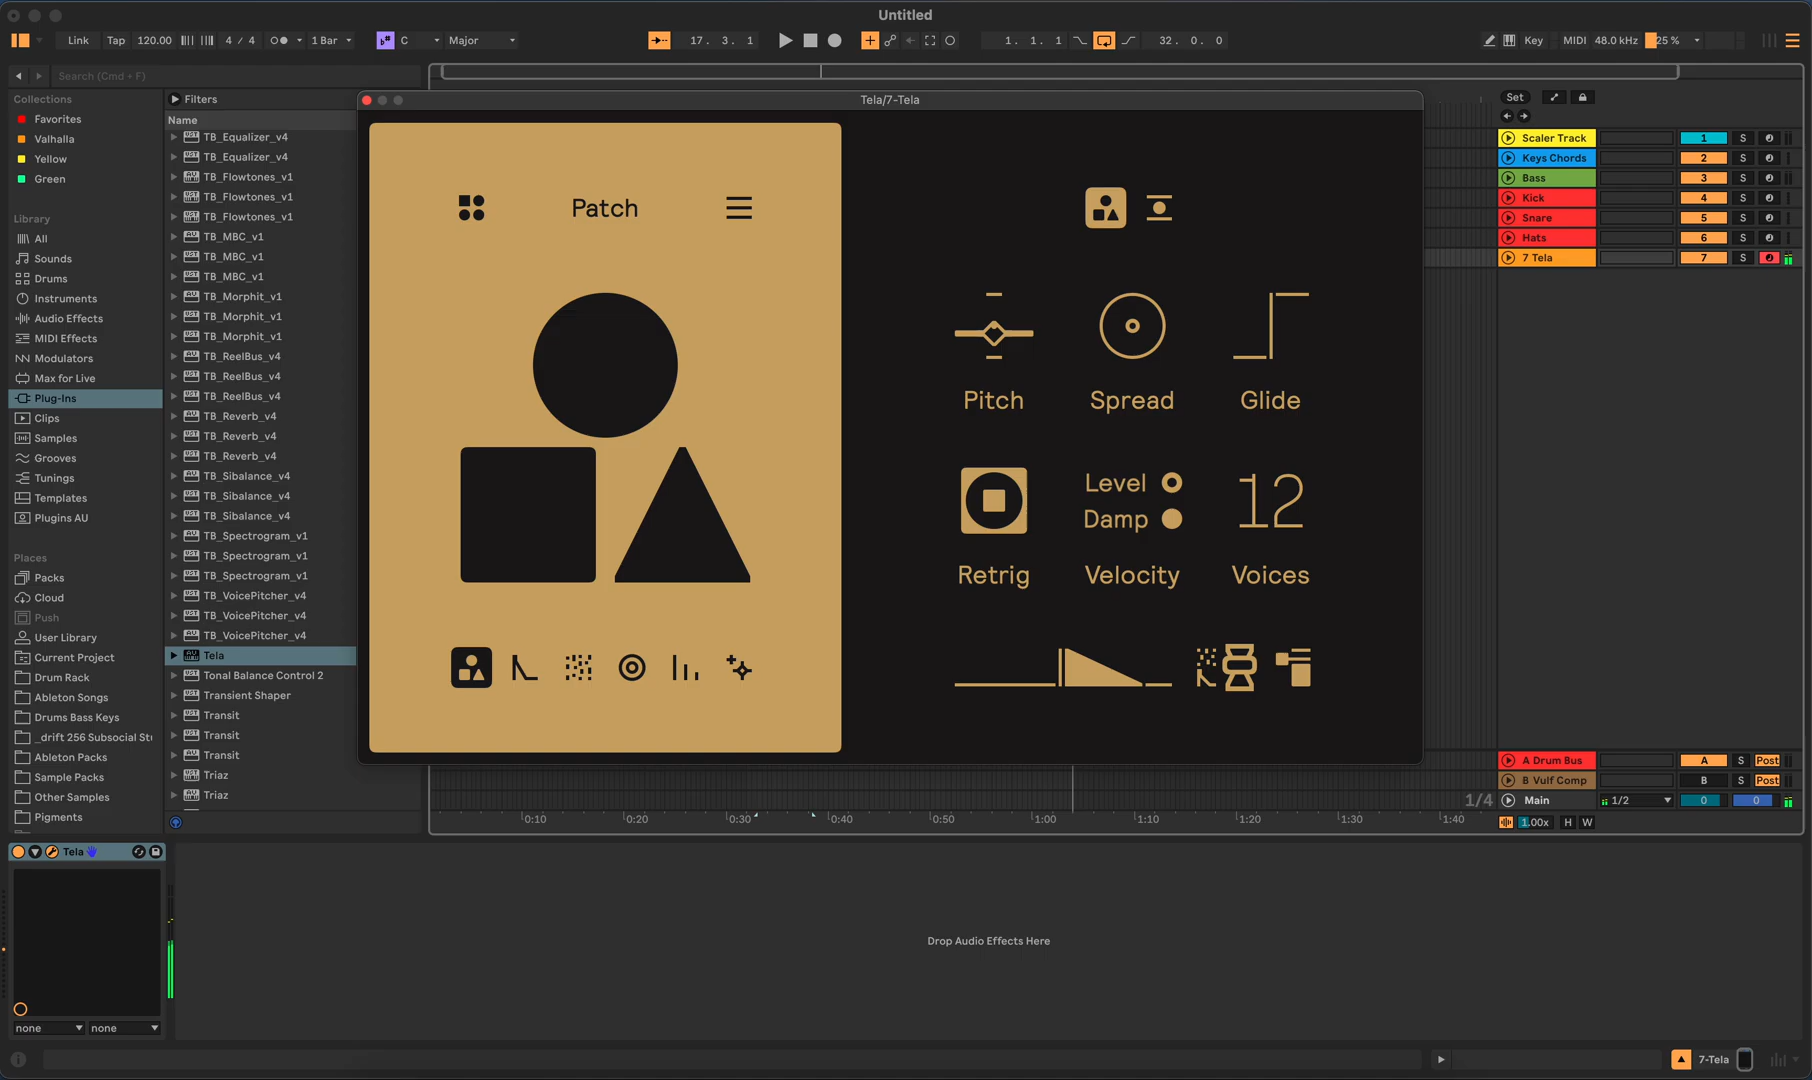 Untitled
Link Tap 120.00 4 / 4 1 Bar C Major 17. 3. 1 1. 1. 1 32. 0. 0 Key MIDI 48.0 kHz 25 %
Search (Cmd + F)
Collections
Favorites
Valhalla
Yellow
Green
Library
All
Sounds
Drums
Instruments
Audio Effects
MIDI Effects
Modulators
Max for Live
Plug-Ins
Clips
Samples
Grooves
Tunings
Templates
Plugins AU
Places
Packs
Cloud
Push
User Library
Current Project
Drum Rack
Ableton Songs
Drums Bass Keys
_drift 256 Subsocial Stu
Ableton Packs
Sample Packs
Other Samples
Pigments
Filters
Name
TB_Equalizer_v4
TB_Equalizer_v4
TB_Flowtones_v1
TB_Flowtones_v1
TB_Flowtones_v1
TB_MBC_v1
TB_MBC_v1
TB_MBC_v1
TB_Morphit_v1
TB_Morphit_v1
TB_Morphit_v1
TB_ReelBus_v4
TB_ReelBus_v4
TB_ReelBus_v4
TB_Reverb_v4
TB_Reverb_v4
TB_Reverb_v4
TB_Sibalance_v4
TB_Sibalance_v4
TB_Sibalance_v4
TB_Spectrogram_v1
TB_Spectrogram_v1
TB_Spectrogram_v1
TB_VoicePitcher_v4
TB_VoicePitcher_v4
TB_VoicePitcher_v4
Tela
Tonal Balance Control 2
Transient Shaper
Transit
Transit
Transit
Triaz
Triaz
Tela/7-Tela
Patch
Pitch Spread Glide
Level
Damp
12
Retrig Velocity Voices
Set
Scaler Track 1 S
Keys Chords 2 S
Bass 3 S
Kick 4 S
Snare 5 S
Hats 6 S
7 Tela 7 S
A Drum Bus A S Post
B Vulf Comp B S Post
1/4 Main 1/2 0 0
0:10 0:20 0:30 0:40 0:50 1:00 1:10 1:20 1:30 1:40
1.00x H W
Tela
none none
Drop Audio Effects Here
7-Tela